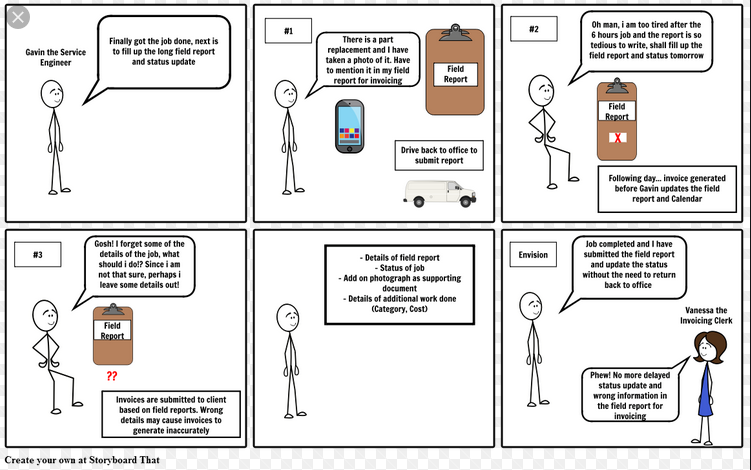 Gavin the Service
Engineer
Finally got the job done, next is
to fill up the long field report
and status update
#1
There is a part
replacement and I have
taken a photo of it. Have
to mention it in my field
report for invoicing
Field
Report
Drive back to office to
submit report
#2
Oh man, i am too tired after the
6 hours job and the report is so
tedious to write, shall fill up the
field report and status tomorrow
Field
Report
X
Following day... invoice generated
before Gavin updates the field
report and Calendar
#3
Gosh! I forget some of the
details of the job, what
should i do!? Since i am
not that sure, perhaps i
leave some details out!
Field
Report
??
Invoices are submitted to client
based on field reports. Wrong
details may cause invoices to
generate inaccurately
- Details of field report
- Status of job
- Add on photograph as supporting
document
- Details of additional work done
(Category, Cost)
Envision
Job completed and I have
submitted the field report
and update the status
without the need to return
back to office
Vanessa the
Invoicing Clerk
Phew! No more delayed
status update and
wrong information in
the field report for
invoicing
Create your own at Storyboard That